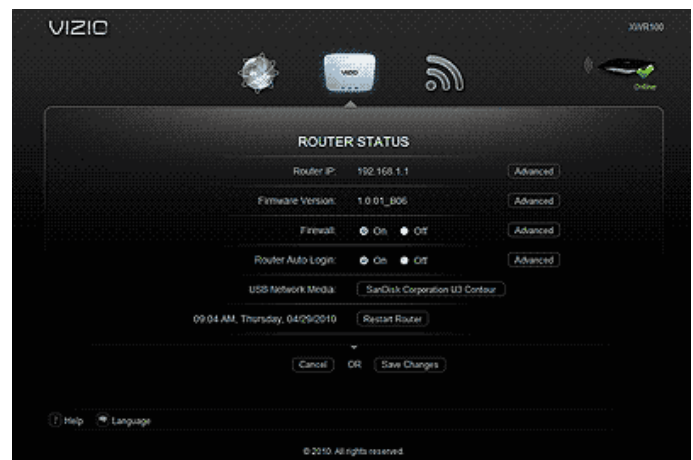 VIZIO
XWR100
VIZIO
Online
ROUTER STATUS
Router IP: 192.168.1.1 Advanced
Firmware Version: 1.0.01_B06 Advanced
Firewall: On Off Advanced
Router Auto Login: On Off Advanced
USB Network Media: SanDisk Corporation U3 Contour
09:04 AM, Thursday, 04/29/2010 Restart Router
Cancel OR Save Changes
? Help Language
© 2010. All rights reserved.